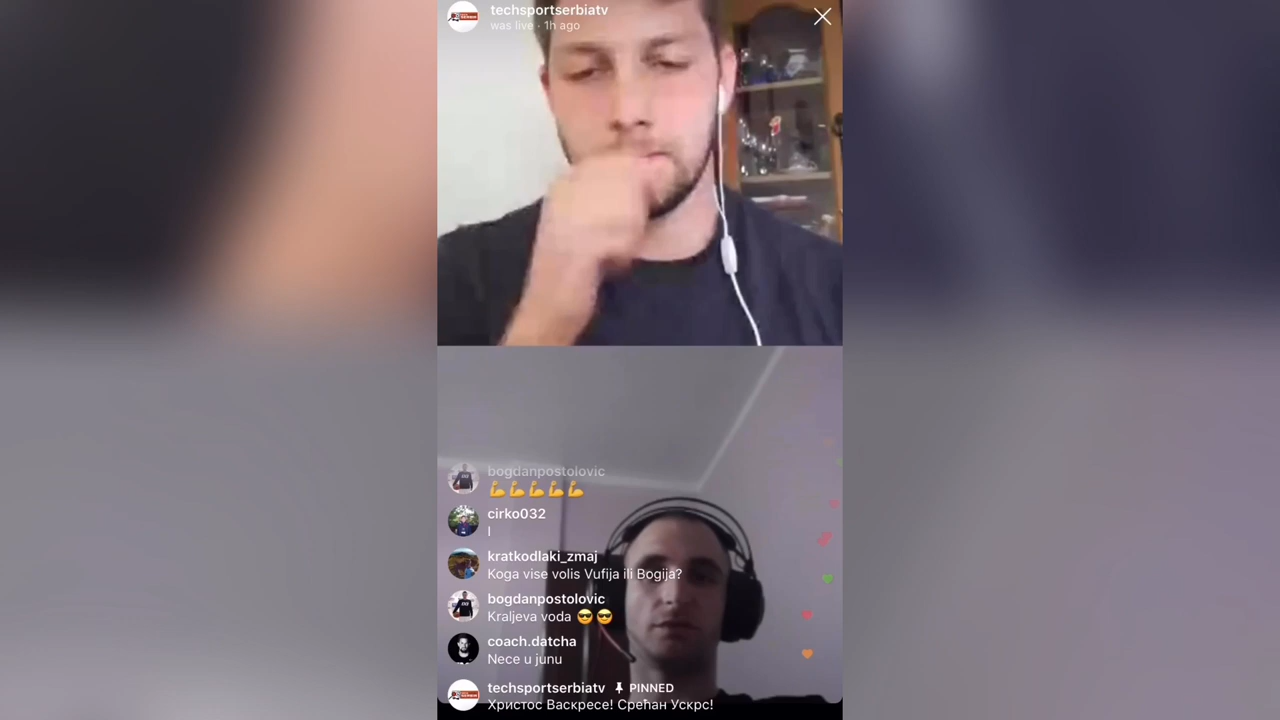 techsportserbiatv
was live · 1h ago
bogdanpostolovic
💪💪💪💪💪
cirko032
I
kratkodlaki_zmaj
Koga vise volis Vufija ili Bogija?
bogdanpostolovic
Kraljeva voda 😎😎
coach.datcha
Nece u junu
techsportserbiatv PINNED
Христос Васкресе! Срећан Ускрс!